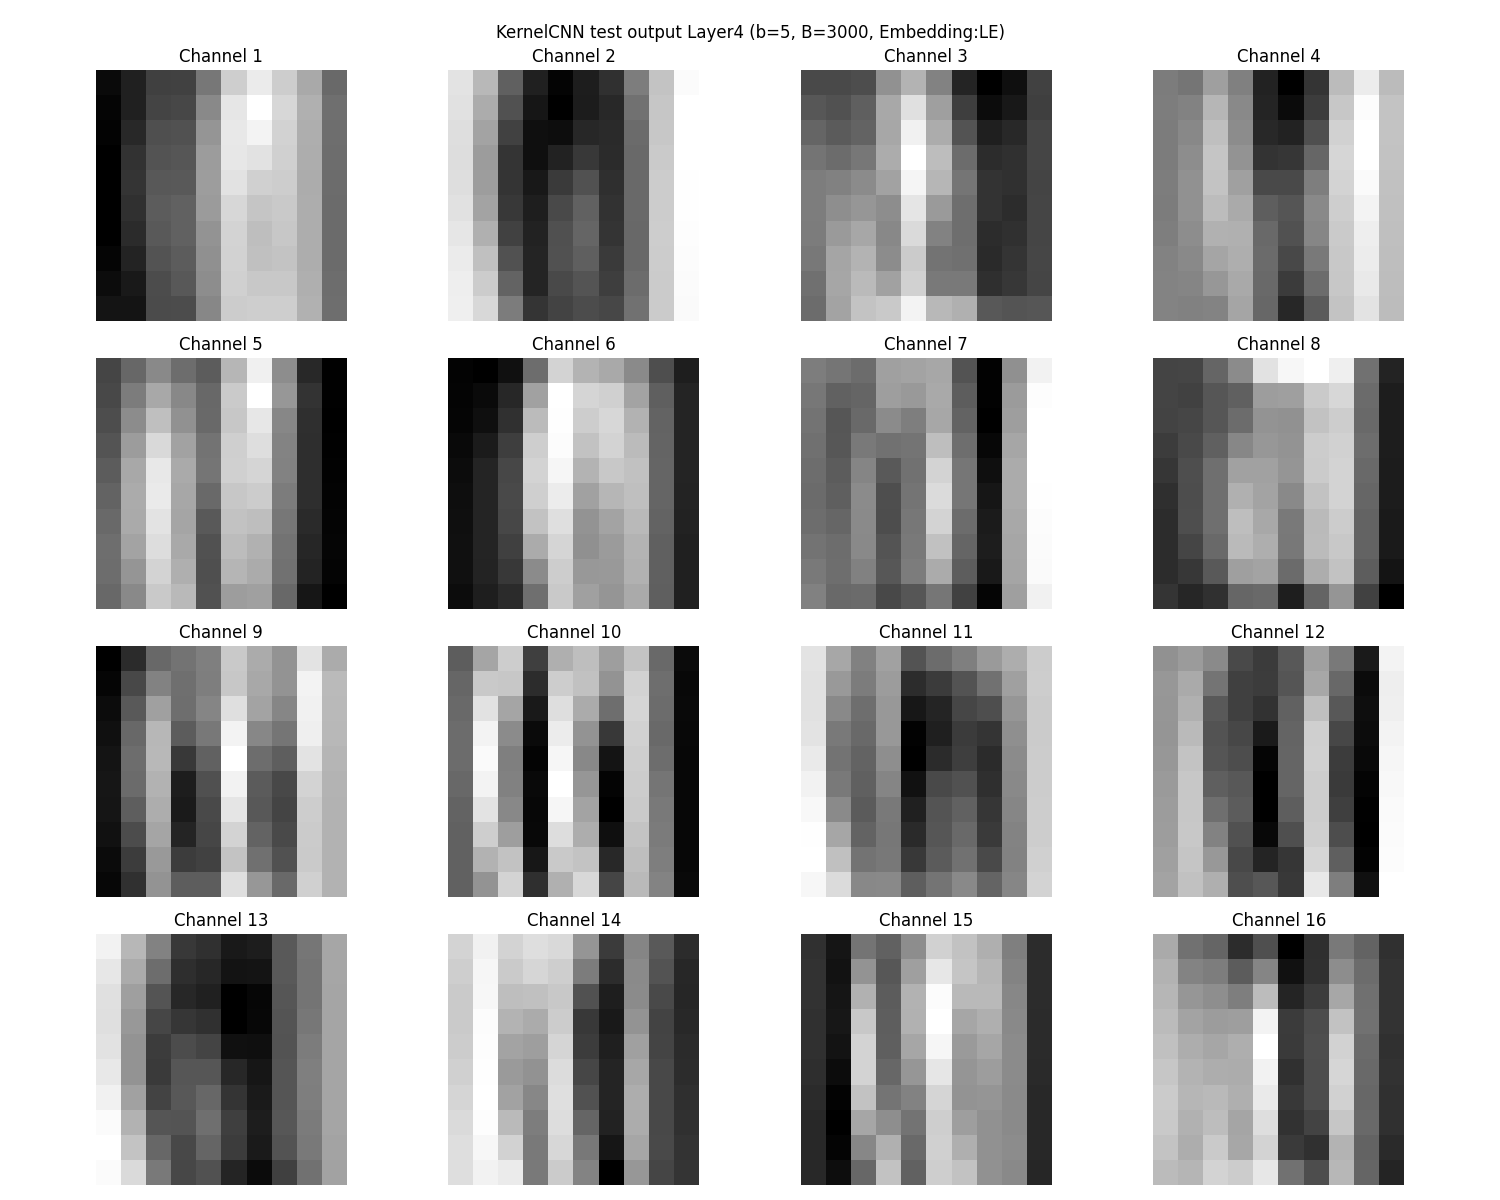 KernelCNN test output Layer4 (b=5, B=3000, Embedding:LE)
Channel 1
Channel 2
Channel 3
Channel 4
Channel 5
Channel 6
Channel 7
Channel 8
Channel 9
Channel 10
Channel 11
Channel 12
Channel 13
Channel 14
Channel 15
Channel 16